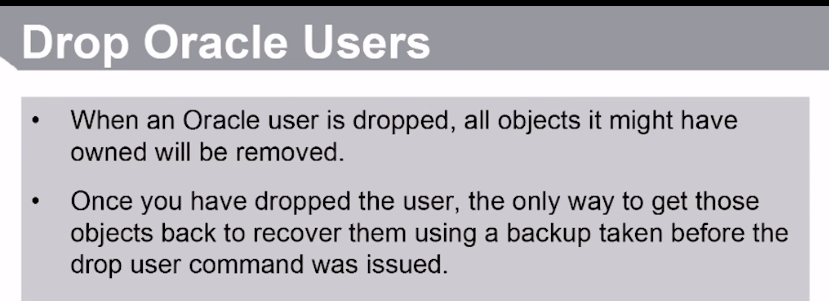 Drop Oracle Users
• When an Oracle user is dropped, all objects it might have
owned will be removed.
• Once you have dropped the user, the only way to get those
objects back to recover them using a backup taken before the
drop user command was issued.